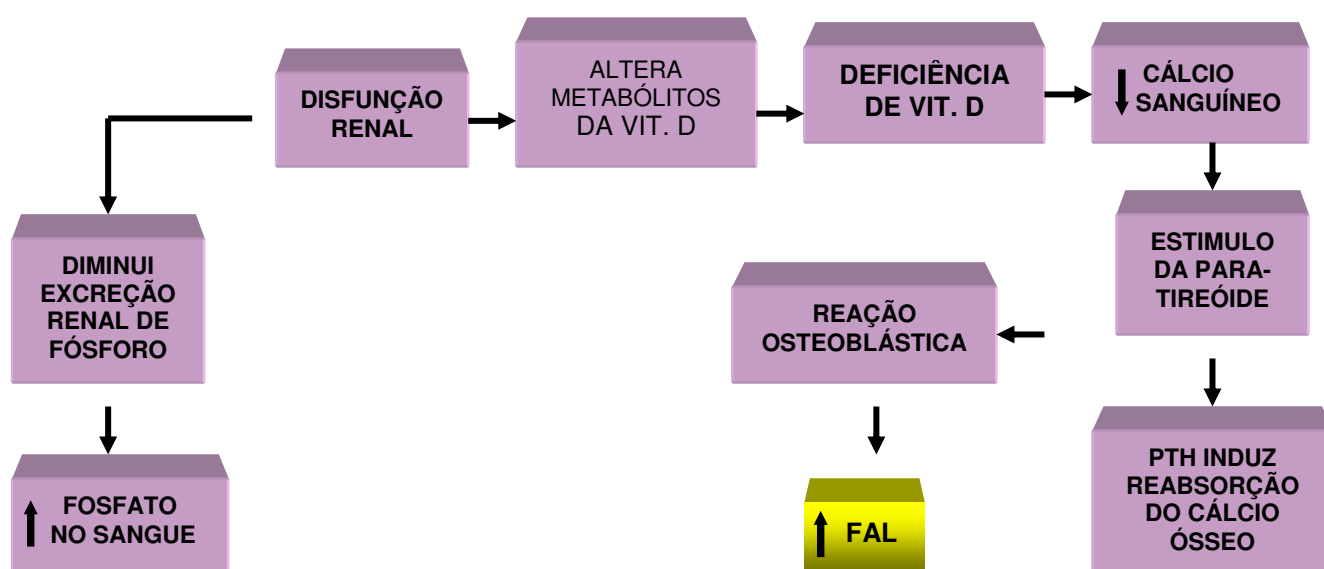 DISFUNÇÃO
RENAL
ALTERA
METABÓLITOS
DA VIT. D
DEFICIÊNCIA
DE VIT. D
CÁLCIO
SANGUÍNEO
DIMINUI
EXCREÇÃO
RENAL DE
FÓSFORO
FOSFATO
NO SANGUE
ESTIMULO
DA PARA-
TIREÓIDE
REAÇÃO
OSTEOBLÁSTICA
FAL
PTH INDUZ
REABSORÇÃO
DO CÁLCIO
ÓSSEO